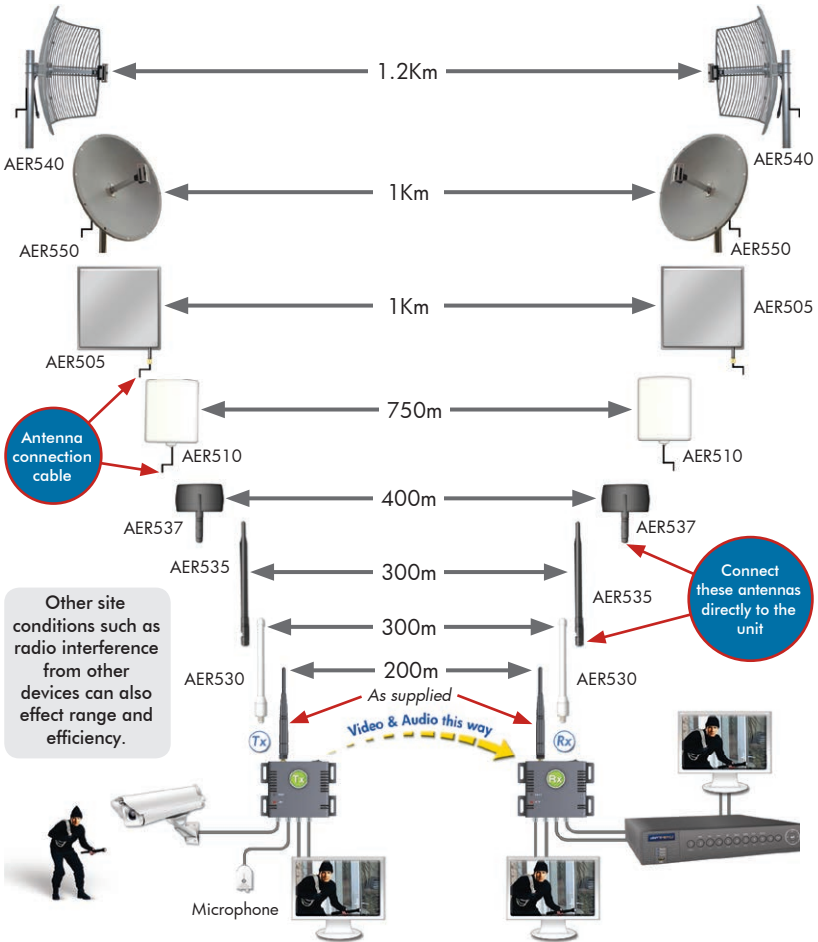 1.2Km
AER540
AER540
1Km
AER550
AER550
1Km
AER505
AER505
750m
Antenna
connection
cable
AER510
AER510
400m
AER537
AER537
AER535
300m
Connect
these antennas
directly to the
unit
AER535
Other site
conditions such as
radio interference
from other
devices can also
effect range and
efficiency.
300m
AER530
200m
AER530
As supplied
Tx
Video & Audio this way
Rx
Tx
Rx
Microphone